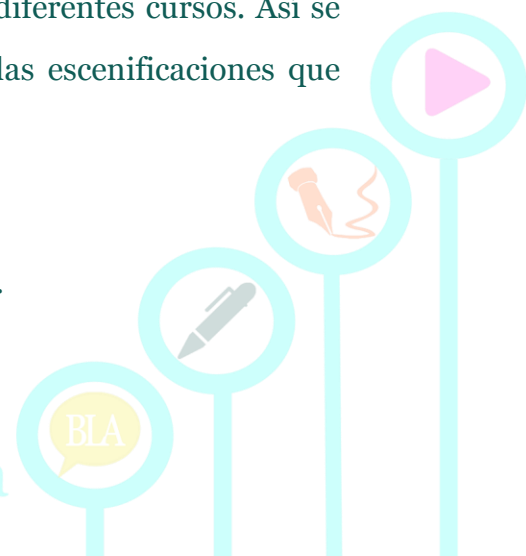 diferentes cursos. Así se
las escenificaciones que
.
BLA